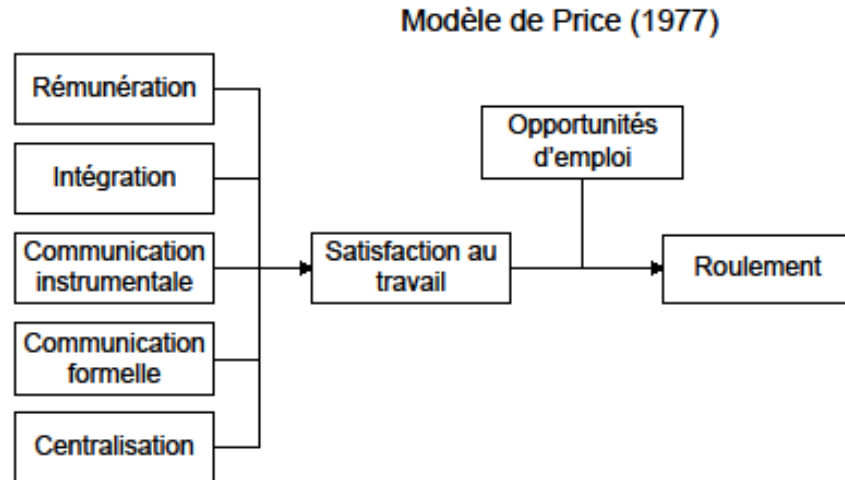 Modèle de Price (1977)
Rémunération
Opportunités
d'emploi
Intégration
Communication
instrumentale
Satisfaction au
travail
Roulement
Communication
formelle
Centralisation